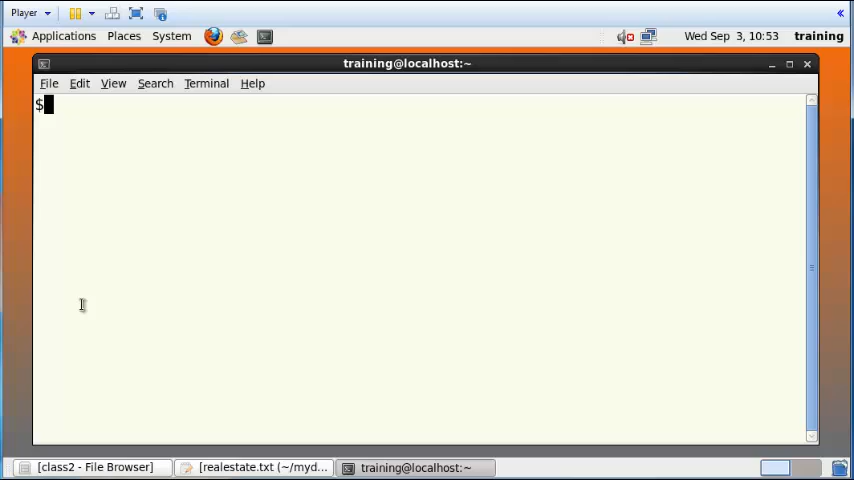 Player
Applications Places System Wed Sep 3, 10:53 training
training@localhost:~
File Edit View Search Terminal Help
$
[class2 - File Browser] [realestate.txt (~/myd... training@localhost:~